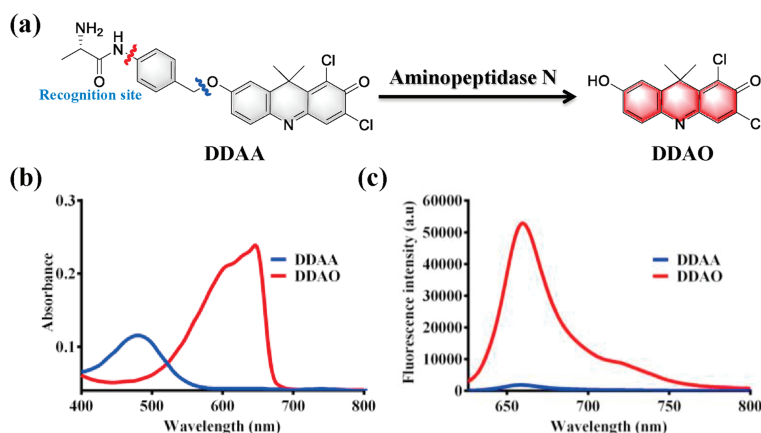 (a)
NH2
H
N
O
Recognition site
O
N
Cl
O
Cl
DDAA
Aminopeptidase N
HO
N
Cl
O
C
DDAO
(b)
Absorbance
0.3
0.2
0.1
DDAA
DDAO
400 500 600 700 800
Wavelength (nm)
(c)
Fluorescence intensity (a.u)
60000
50000
40000
30000
20000
10000
0
DDAA
DDAO
650 700 750 800
Wavelength (nm)